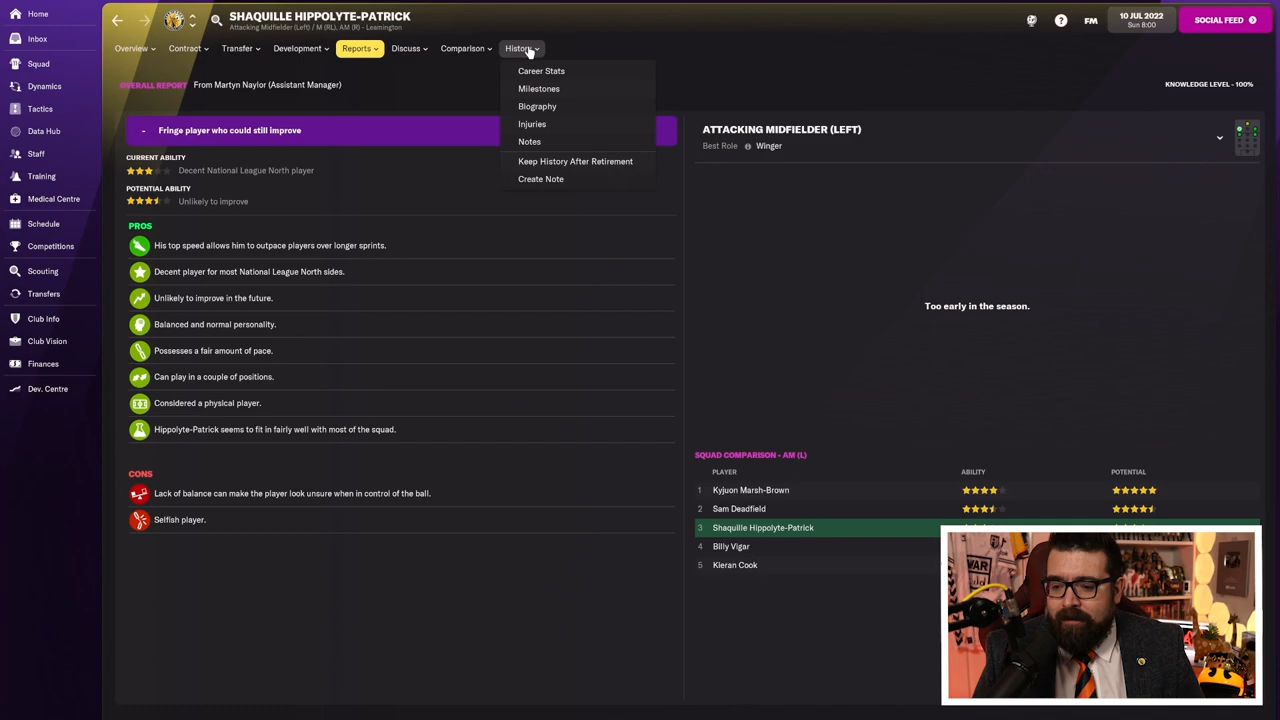 SHAQUILLE HIPPOLYTE-PATRICK
Attacking Midfielder (Left) / M (RL), AM (R) - Leamington
FM
10 JUL 2022
Sun 8:00
SOCIAL FEED
Overview
Contract
Transfer
Development
Reports
Discuss
Comparison
History
Career Stats
Milestones
Biography
Injuries
Notes
Keep History After Retirement
Create Note
Home
Inbox
Squad
Dynamics
Tactics
Data Hub
Staff
Training
Medical Centre
Schedule
Competitions
Scouting
Transfers
Club Info
Club Vision
Finances
Dev. Centre
OVERALL REPORT From Martyn Naylor (Assistant Manager)
KNOWLEDGE LEVEL - 100%
- Fringe player who could still improve
CURRENT ABILITY
Decent National League North player
POTENTIAL ABILITY
Unlikely to improve
PROS
His top speed allows him to outpace players over longer sprints.
Decent player for most National League North sides.
Unlikely to improve in the future.
Balanced and normal personality.
Possesses a fair amount of pace.
Can play in a couple of positions.
Considered a physical player.
Hippolyte-Patrick seems to fit in fairly well with most of the squad.
CONS
Lack of balance can make the player look unsure when in control of the ball.
Selfish player.
ATTACKING MIDFIELDER (LEFT)
Best Role Winger
Too early in the season.
SQUAD COMPARISON - AM (L)
PLAYER ABILITY POTENTIAL
1 Kyjuon Marsh-Brown
2 Sam Deadfield
3 Shaquille Hippolyte-Patrick
4 Billy Vigar
5 Kieran Cook
WAR